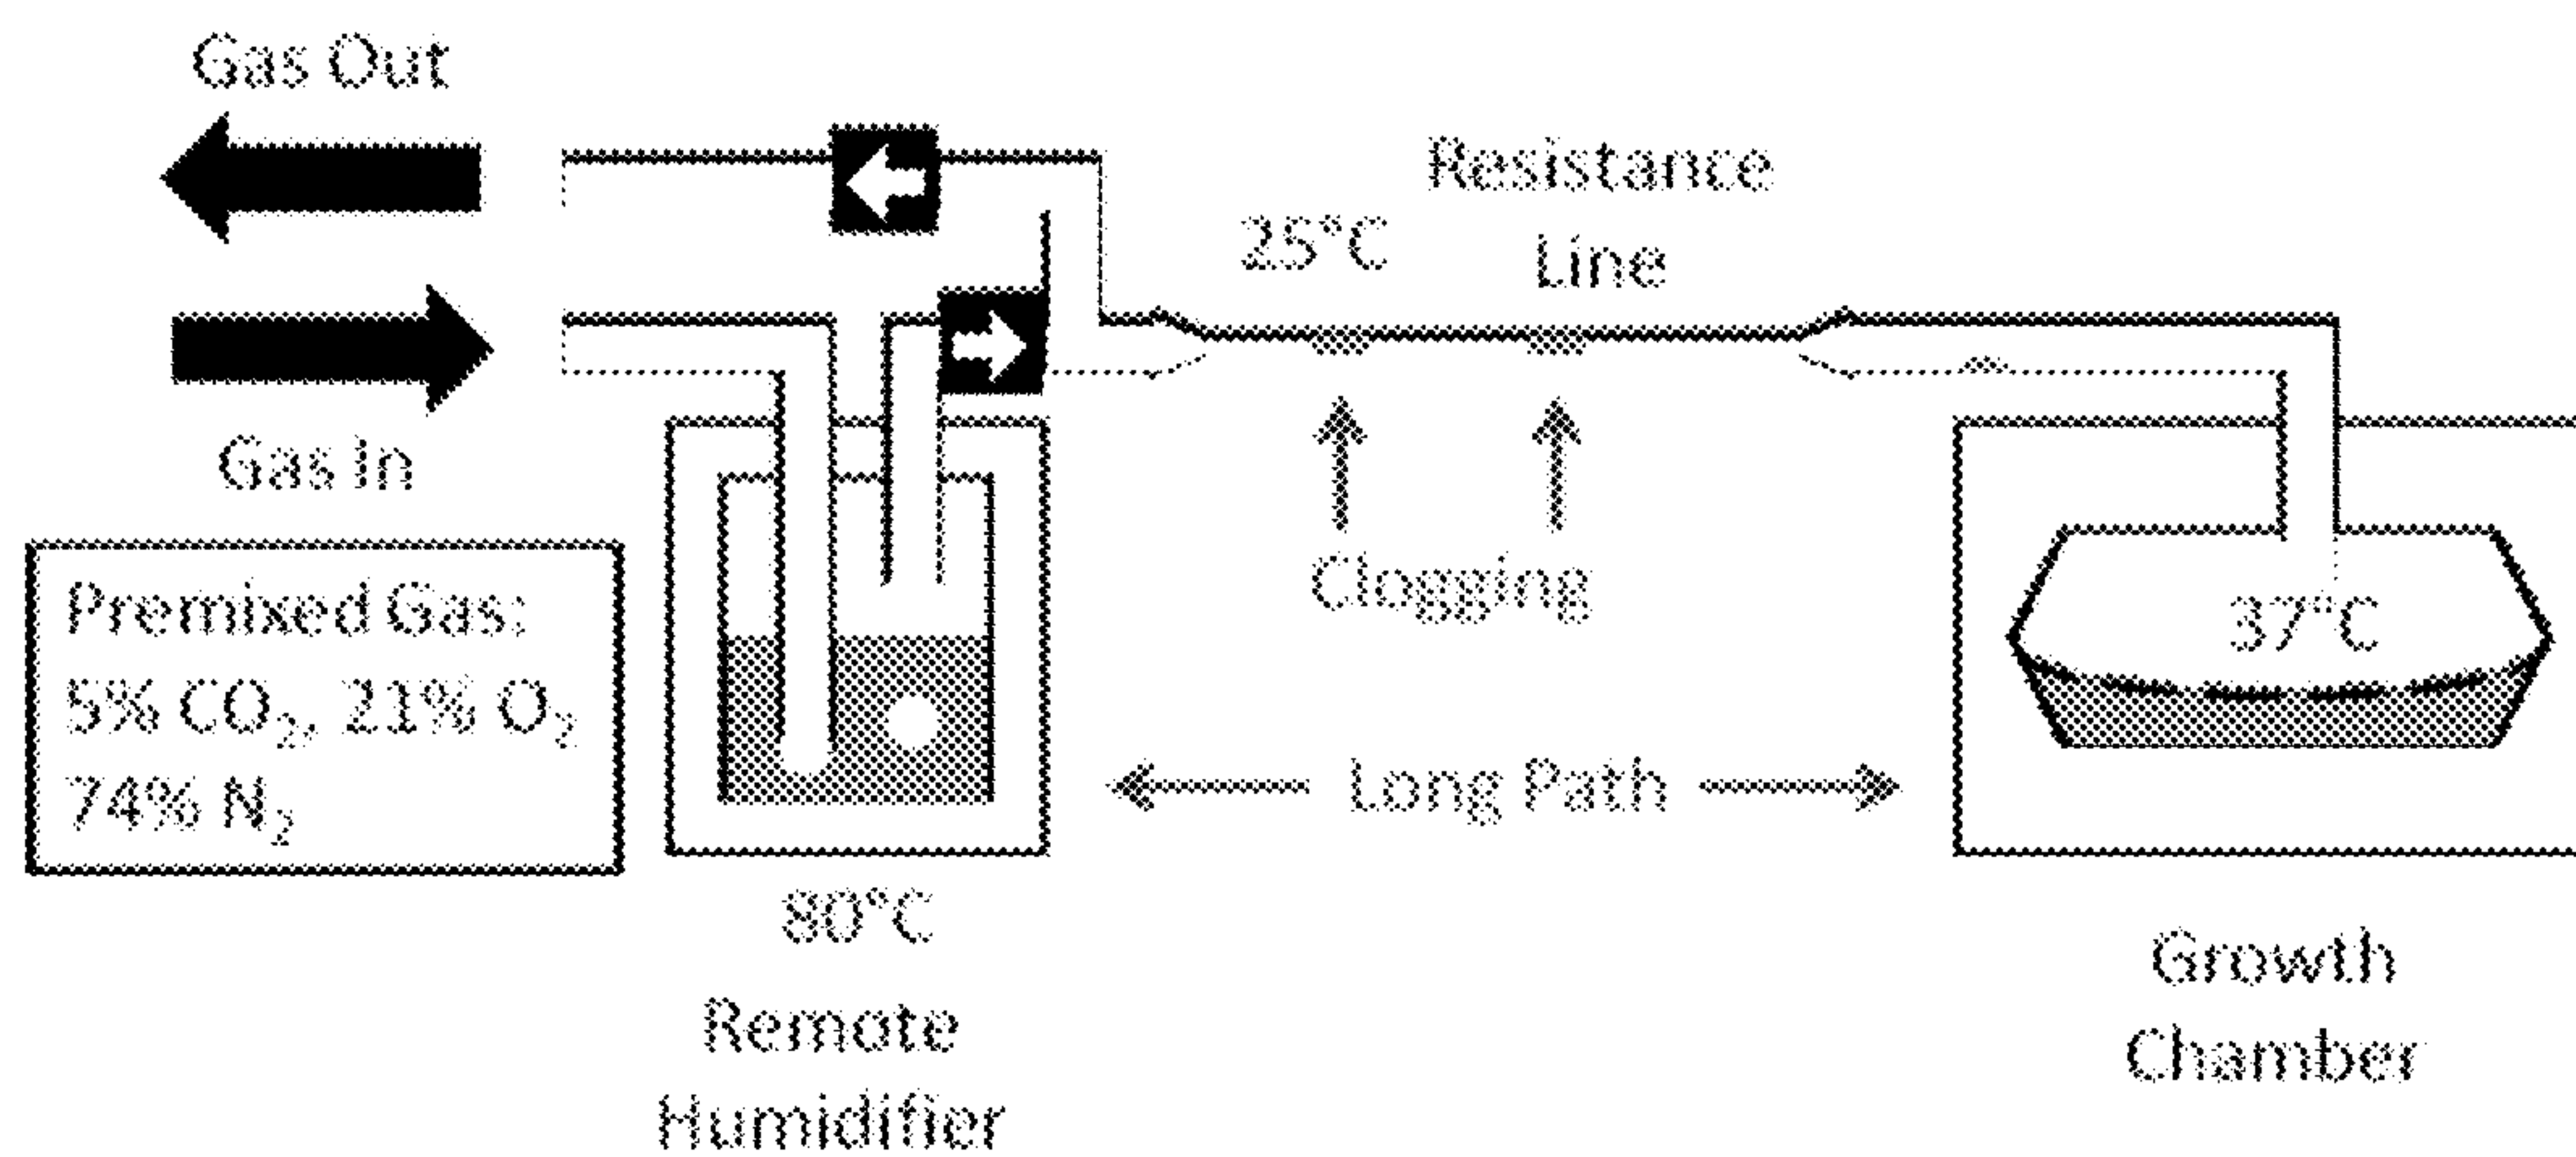 Gas Out
Resistance
Line
25°C
Gas In
Premixed Gas:
5% CO₂, 21% O₂
74% N₂
Clogging
37°C
Long Path
80°C
Remote
Humidifier
Growth
Chamber